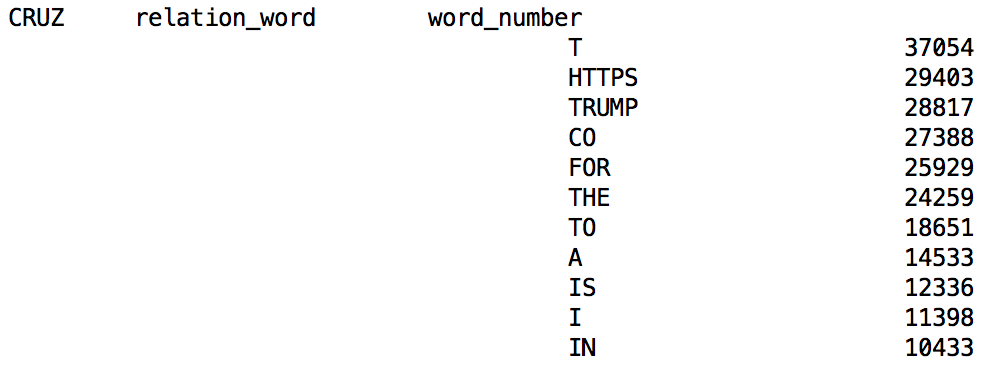 CRUZ relation_word word_number
T 37054
HTTPS 29403
TRUMP 28817
CO 27388
FOR 25929
THE 24259
TO 18651
A 14533
IS 12336
I 11398
IN 10433